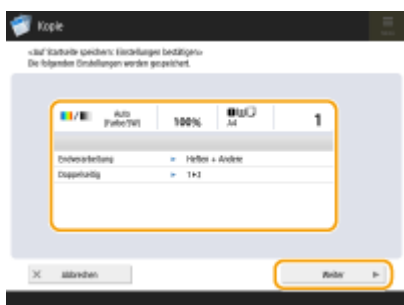 Kopie
<Auf Startseite speichern: Einstellungen bestätigen>
Die folgenden Einstellungen werden gespeichert.
Auto
(Farbe/SW)
100%
A4
1
Endverarbeitung ► Heften + Andere
Doppelseitig ► 1►2
Abbrechen
Weiter